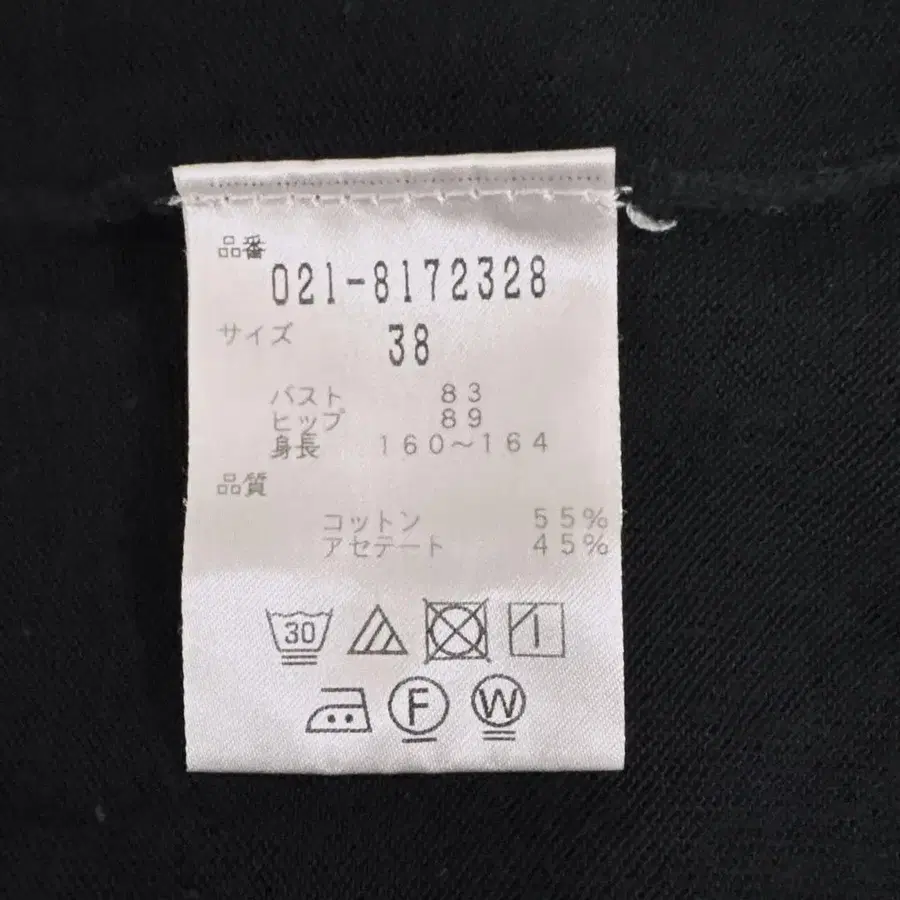 品番
021-8172328
サイズ 38
バスト 83
ヒップ 89
身長 160～164
品質
コットン 55%
アセテート 45%
30
F W